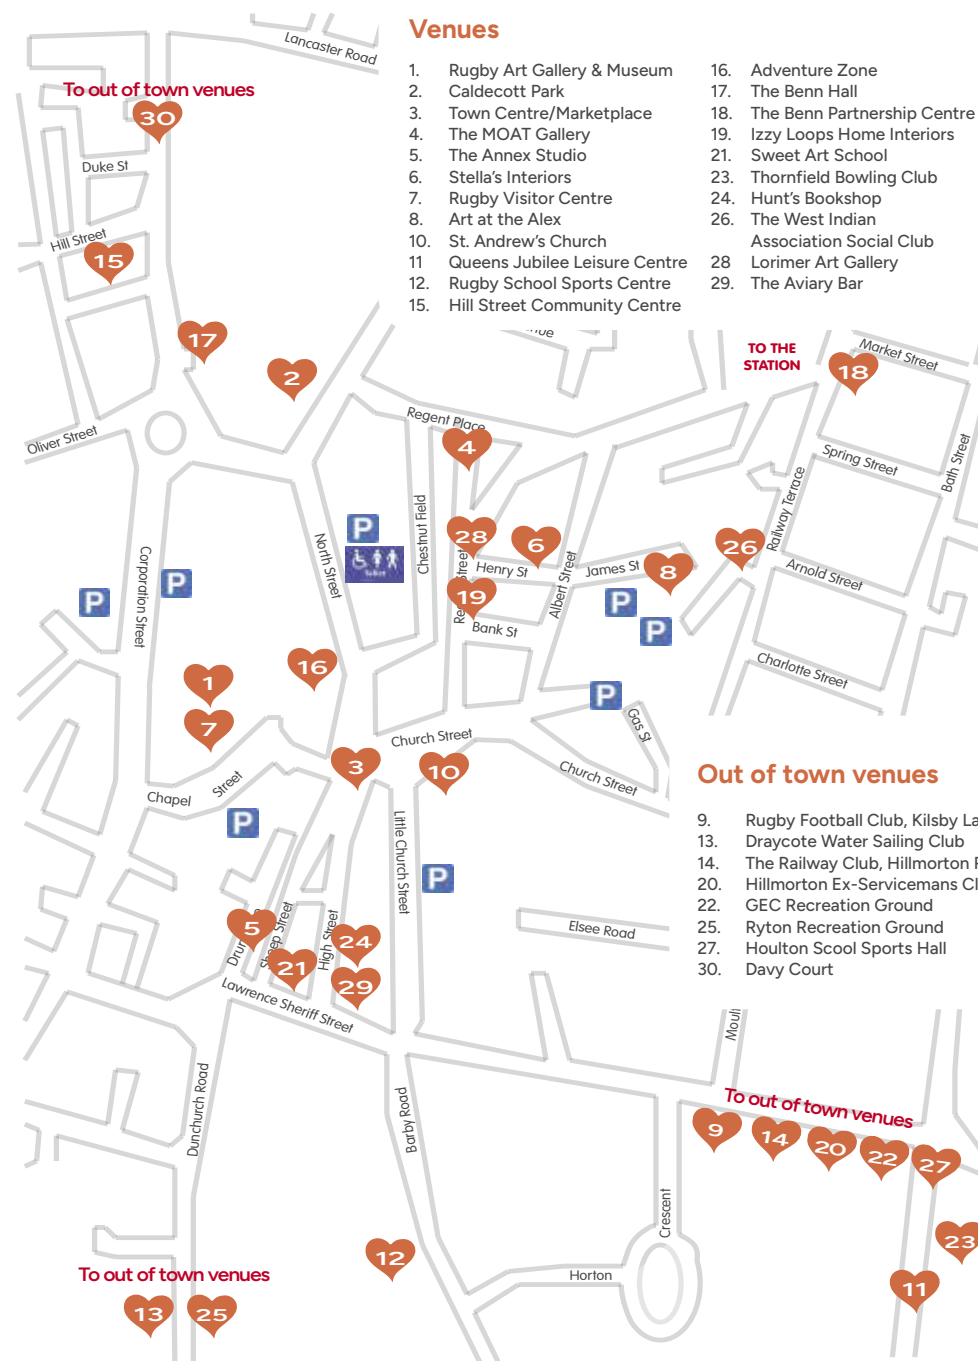 Venues
1. Rugby Art Gallery & Museum
2. Caldecott Park
3. Town Centre/Marketplace
4. The MOAT Gallery
5. The Annex Studio
6. Stella's Interiors
7. Rugby Visitor Centre
8. Art at the Alex
10. St. Andrew's Church
11 Queens Jubilee Leisure Centre
12. Rugby School Sports Centre
15. Hill Street Community Centre
16. Adventure Zone
17. The Benn Hall
18. The Benn Partnership Centre
19. Izzy Loops Home Interiors
21. Sweet Art School
23. Thornfield Bowling Club
24. Hunt's Bookshop
26. The West Indian
Association Social Club
28 Lorimer Art Gallery
29. The Aviary Bar
Lancaster Road
To out of town venues
30
Duke St
Hill Street
15
17
2
TO THE
STATION
Market Street
18
Regent Place
4
Oliver Street
Spring Street
Bath Street
Railway Terrace
Chestnut Field
P
North Street
28
6
26
Henry St
James St
8
Albert Street
Arnold Street
Corporation Street
P
P
19
Street
P
Bank St
P
Charlotte Street
16
1
P
7
Gas St
Church Street
3
10
Church Street
Chapel
Street
P
Little Church Street
P
Out of town venues
9. Rugby Football Club, Kilsby
13. Draycote Water Sailing Club
14. The Railway Club, Hillmorton
20. Hillmorton Ex-Servicemans
22. GEC Recreation Ground
25. Ryton Recreation Ground
27. Houlton Scool Sports Hall
30. Davy Court
5
Sheep Street
High Street
24
21
29
Elsee Road
Lawrence Sheriff Street
Dunchurch Road
Barby Road
To out of town venues
9
14
20
22
27
Crescent
23
12
Horton
11
To out of town venues
13
25